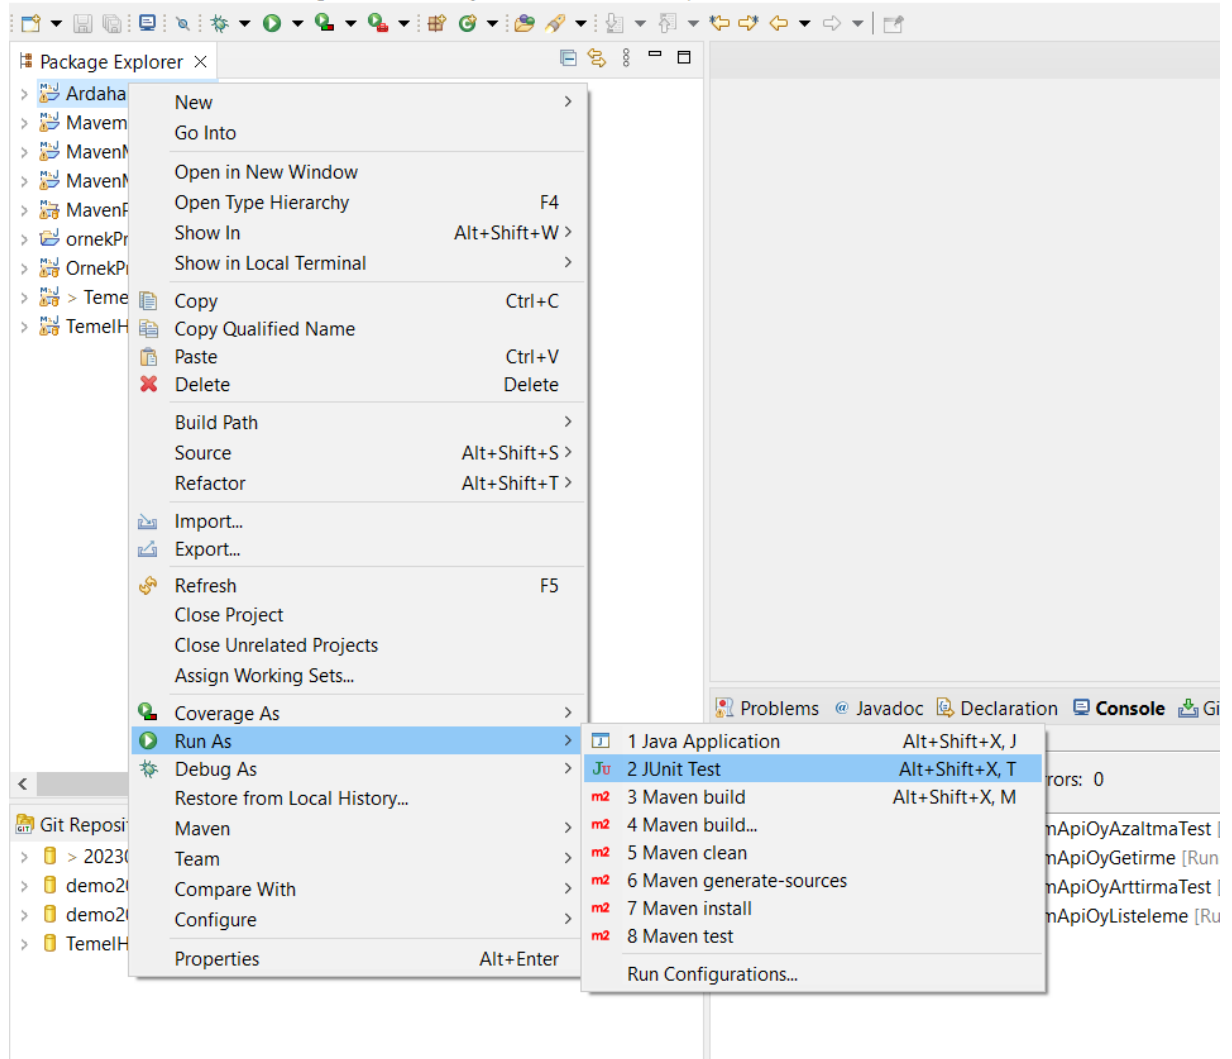 Package Explorer
Ardaha
New
Mavem
Go Into
MavenM
Open in New Window
MavenM
Open Type Hierarchy F4
MavenP
Show In Alt+Shift+W
ornekPr
Show in Local Terminal
OrnekPr
> Teme
Copy Ctrl+C
TemelH
Copy Qualified Name
Paste Ctrl+V
Delete Delete
Build Path
Source Alt+Shift+S
Refactor Alt+Shift+T
Import...
Export...
Refresh F5
Close Project
Close Unrelated Projects
Assign Working Sets...
Coverage As
Run As
Debug As
Restore from Local History...
Maven
Team
Compare With
Configure
Properties Alt+Enter
Problems @ Javadoc Declaration Console Gi
1 Java Application Alt+Shift+X, J
2 JUnit Test Alt+Shift+X, T
3 Maven build Alt+Shift+X, M
4 Maven build...
5 Maven clean
6 Maven generate-sources
7 Maven install
8 Maven test
Run Configurations...
rors: 0
mApiOyAzaltmaTest [
mApiOyGetirme [Run
mApiOyArttirmaTest [
mApiOyListeleme [Ru
Git Reposi
> 20230
demo20
demo20
TemelH